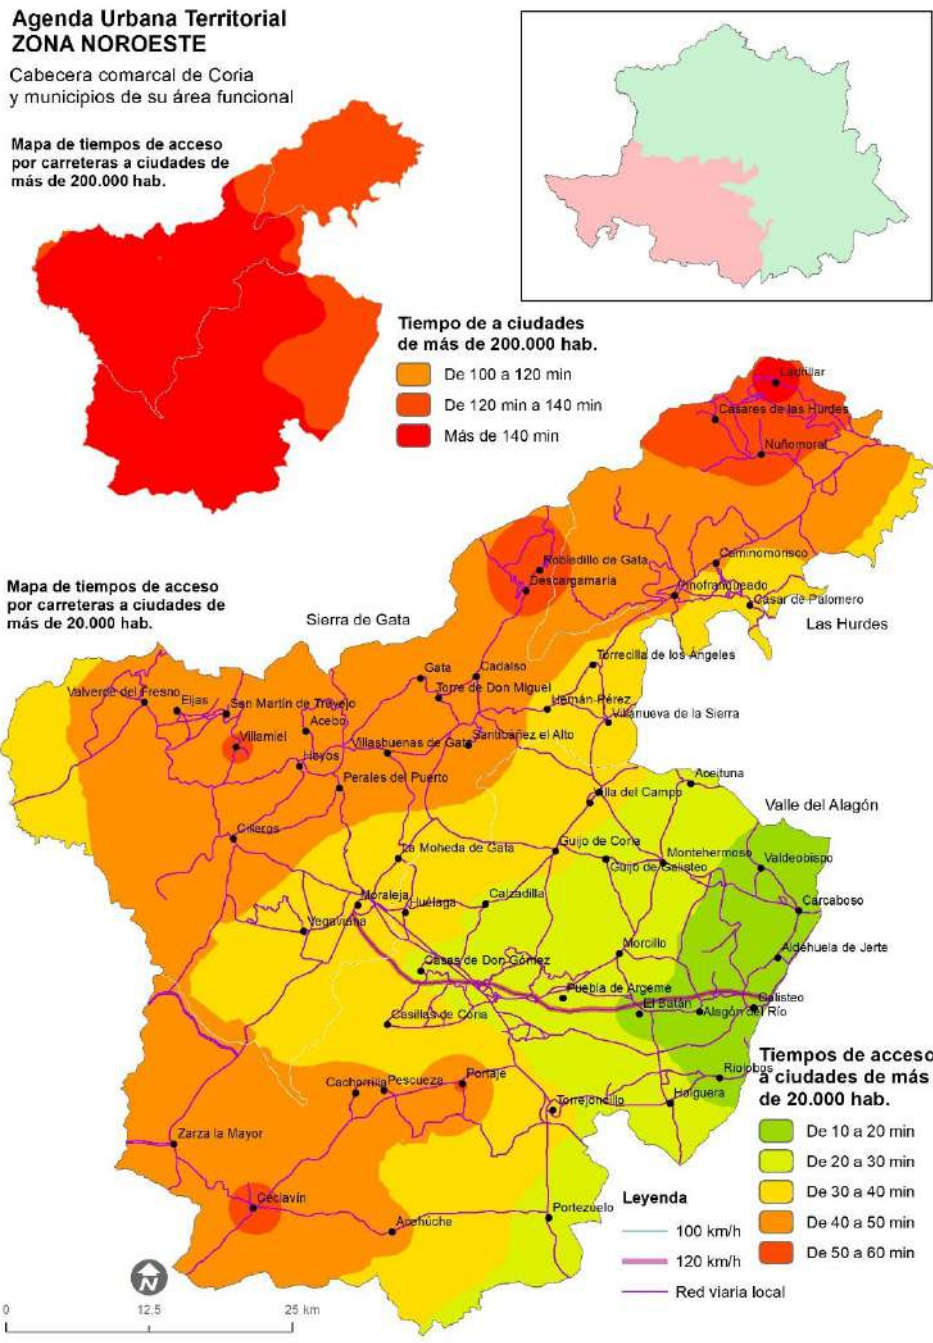 Agenda Urbana Territorial
ZONA NOROESTE
Cabecera comarcal de Coria
y municipios de su área funcional
Mapa de tiempos de acceso
por carreteras a ciudades de
más de 200.000 hab.
Tiempo de a ciudades
de más de 200.000 hab.
De 100 a 120 min
De 120 min a 140 min
Más de 140 min
Ladrillar
Casares de las Hurdes
Nuñomoral
Caminomorisco
Robledillo de Gata
Descargamaría
Pinofranqueado
Casar de Palomero
Mapa de tiempos de acceso
por carreteras a ciudades de
más de 20.000 hab.
Sierra de Gata
Las Hurdes
Torrecilla de los Ángeles
Gata
Cadalso
Valverde del Fresno
Eljas
San Martín de Trevejo
Torre de Don Miguel
Hernán-Pérez
Acebo
Villanueva de la Sierra
Villamiel
Villasbuenas de Gata
Santibáñez el Alto
Hoyos
Perales del Puerto
Aceituna
Villa del Campo
Valle del Alagón
Cilleros
La Moheda de Gata
Guijo de Coria
Montehermoso
Guijo de Galisteo
Valdeobispo
Moraleja
Huélaga
Calzadilla
Carcaboso
Vegaviana
Morcillo
Aldehuela de Jerte
Casas de Don Gómez
Puebla de Argeme
Galisteo
El Batán
Alagón del Río
Casillas de Coria
Riolobos
Cachorrilla
Pescueza
Portaje
Holguera
Torrejoncillo
Zarza la Mayor
Ceclavín
Acehúche
Portezuelo
Tiempos de acceso
a ciudades de más
de 20.000 hab.
De 10 a 20 min
De 20 a 30 min
De 30 a 40 min
De 40 a 50 min
De 50 a 60 min
Leyenda
100 km/h
120 km/h
Red viaria local
N
0
12,5
25 km